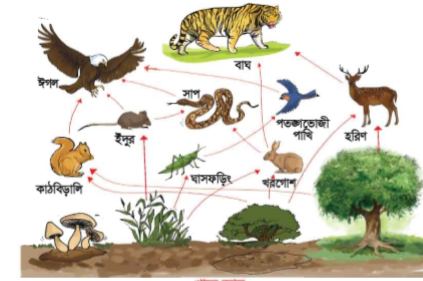 বাঘ
ঈগল
সাপ
পতঙ্গভোজী
পাখি
হরিণ
ইঁদুর
ঘাসফড়িং
খরগোশ
কাঠবিড়ালি